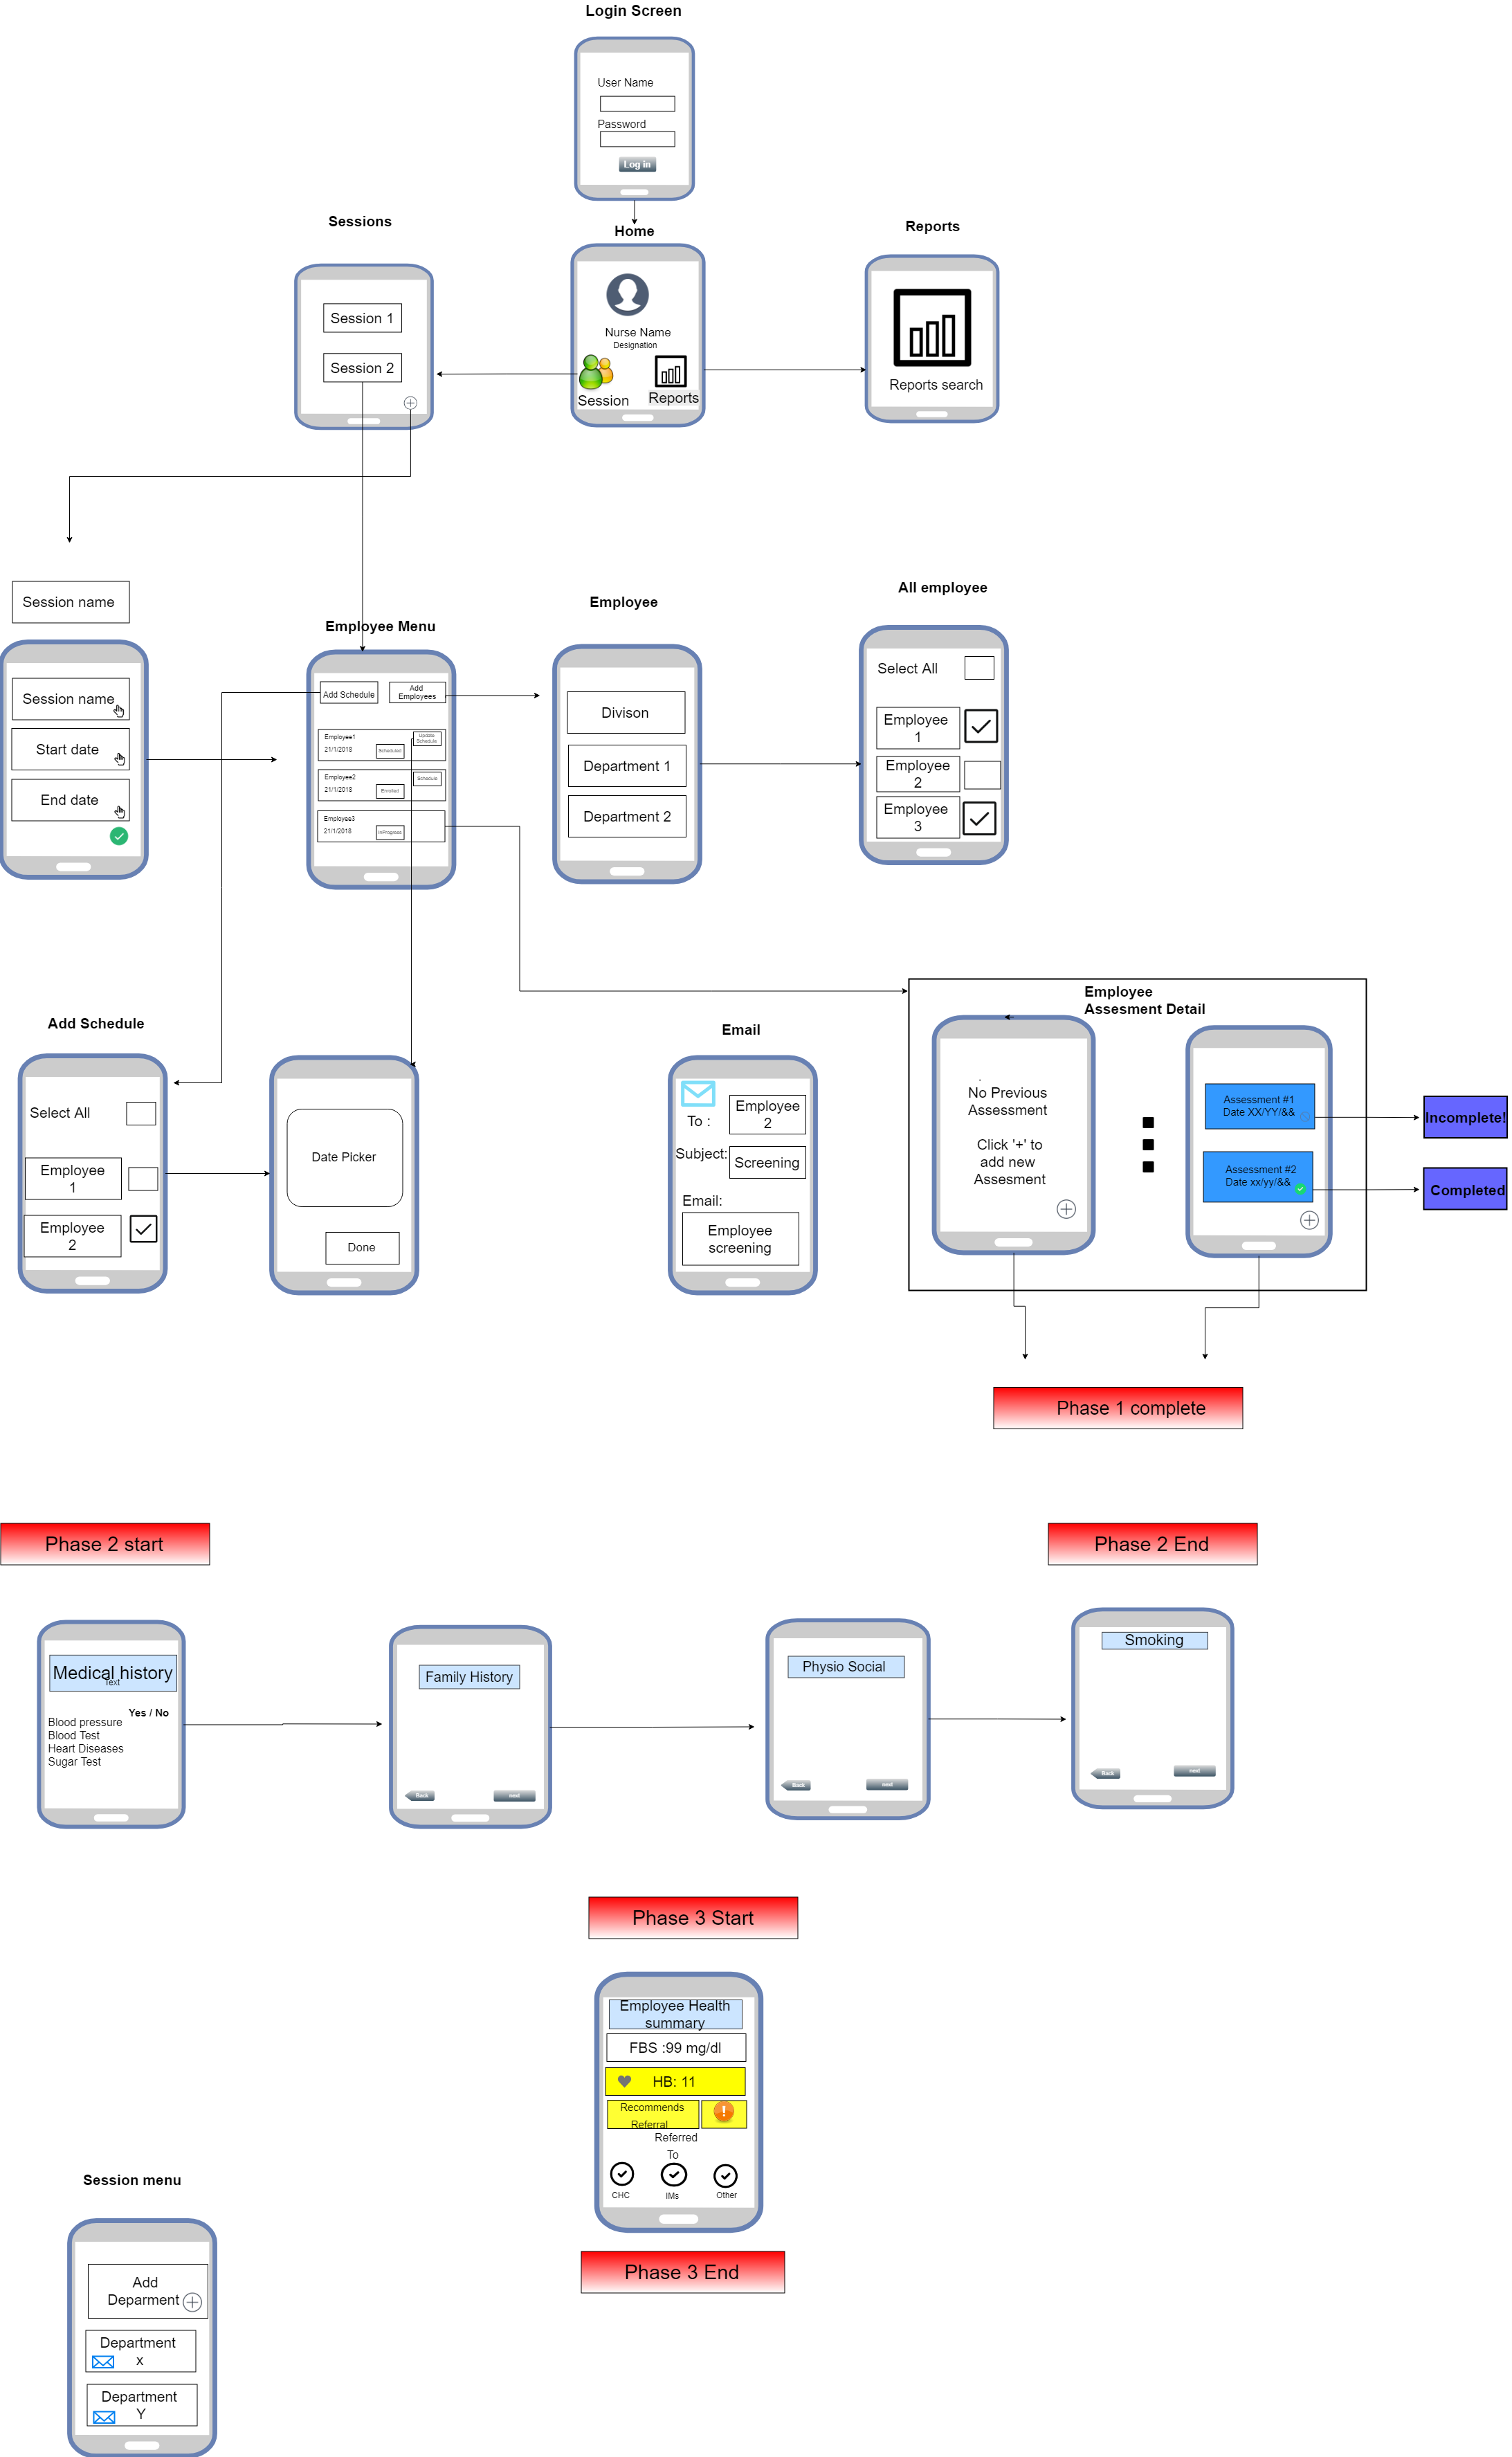 Login Screen
User Name
Password
Log in
Sessions
Session 1
Session 2
Home
Nurse Name
Designation
Session
Reports
Reports
Reports search
Session name
Session name
Start date
End date
Employee Menu
Add Schedule
Add
Employees
Employee1
21/1/2018
Scheduled
Update
Schedule
Employee2
21/1/2018
Enrolled
Schedule
Employee3
21/1/2018
InProgress
Employee
Divison
Department 1
Department 2
All employee
Select All
Employee
1
Employee
2
Employee
3
Add Schedule
Select All
Employee
1
Employee
2
Date Picker
Done
Email
To :
Employee
2
Subject:
Screening
Email:
Employee
screening
Employee
Assesment Detail
.
No Previous
Assessment
Click '+' to
add new
Assesment
Assessment #1
Date XX/YY/&&
Assessment #2
Date xx/yy/&&
Incomplete!
Completed
Phase 1 complete
Phase 2 start
Phase 2 End
Medical history
Text
Yes / No
Blood pressure
Blood Test
Heart Diseases
Sugar Test
Family History
Back
next
Physio Social
Back
next
Smoking
Back
next
Phase 3 Start
Employee Health
summary
FBS :99 mg/dl
HB: 11
Recommends
Referral
Referred
To
CHC
IMs
Other
Phase 3 End
Session menu
Add
Deparment
Department
x
Department
Y